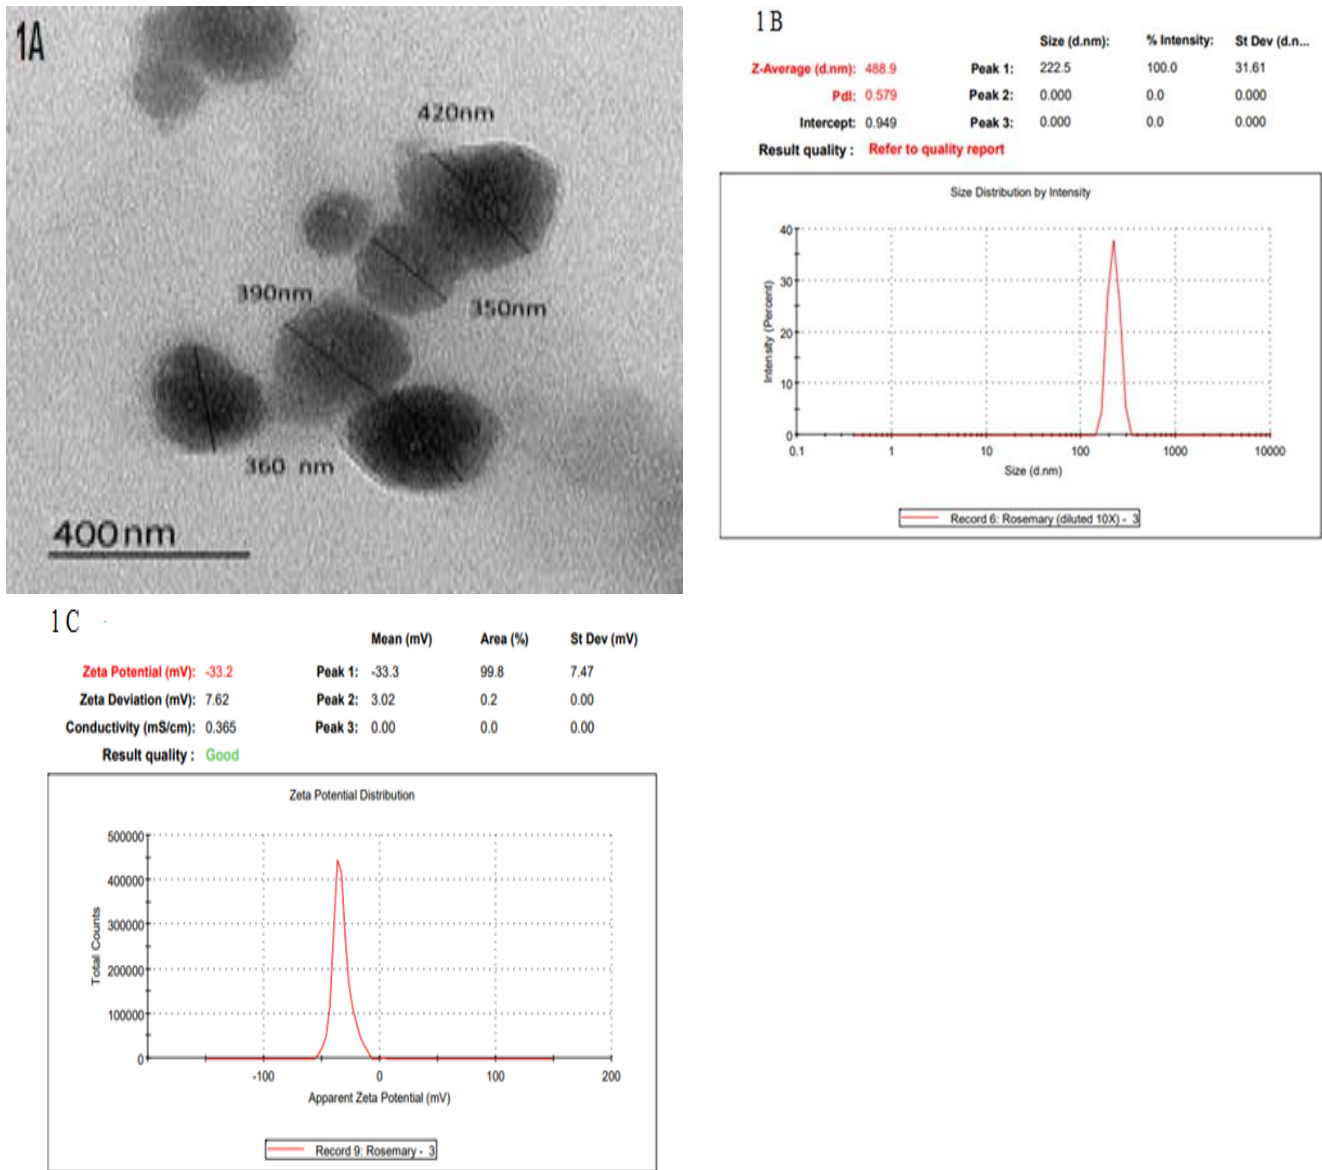 1A
420nm
390nm
350nm
360 nm
400nm
1B
Size (d.nm): % Intensity: St Dev (d.n...
Z-Average (d.nm): 488.9 Peak 1: 222.5 100.0 31.61
PdI: 0.579 Peak 2: 0.000 0.0 0.000
Intercept: 0.949 Peak 3: 0.000 0.0 0.000
Result quality : Refer to quality report
Size Distribution by Intensity
Intensity (Percent)
40
30
20
10
0
0.1 1 10 100 1000 10000
Size (d.nm)
Record 6: Rosemary (diluted 10X) - 3
1C
Mean (mV) Area (%) St Dev (mV)
Zeta Potential (mV): -33.2 Peak 1: -33.3 99.8 7.47
Zeta Deviation (mV): 7.62 Peak 2: 3.02 0.2 0.00
Conductivity (mS/cm): 0.365 Peak 3: 0.00 0.0 0.00
Result quality : Good
Zeta Potential Distribution
Total Counts
500000
400000
300000
200000
100000
0
-100 0 100 200
Apparent Zeta Potential (mV)
Record 9: Rosemary - 3